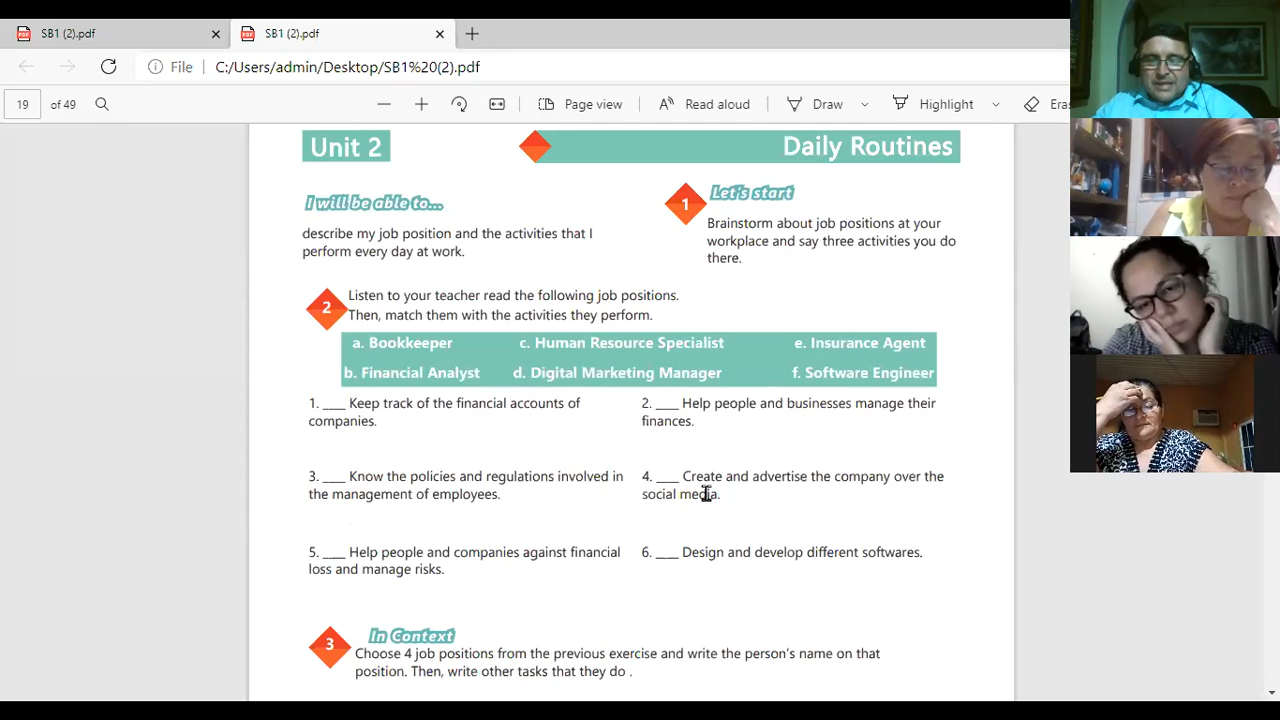 SB1 (2).pdf
SB1 (2).pdf
File C:/Users/admin/Desktop/SB1%20(2).pdf
19 of 49 Page view Read aloud Draw Highlight
Unit 2 Daily Routines
I will be able to...
describe my job position and the activities that I
perform every day at work.
1 Let's start
Brainstorm about job positions at your
workplace and say three activities you do
there.
2 Listen to your teacher read the following job positions.
Then, match them with the activities they perform.
a. Bookkeeper c. Human Resource Specialist e. Insurance Agent
b. Financial Analyst d. Digital Marketing Manager f. Software Engineer
1. ___ Keep track of the financial accounts of
companies.
2. ___ Help people and businesses manage their
finances.
3. ___ Know the policies and regulations involved in
the management of employees.
4. ___ Create and advertise the company over the
social media.
5. ___ Help people and companies against financial
loss and manage risks.
6. ___ Design and develop different softwares.
3 In Context
Choose 4 job positions from the previous exercise and write the person's name on that
position. Then, write other tasks that they do .